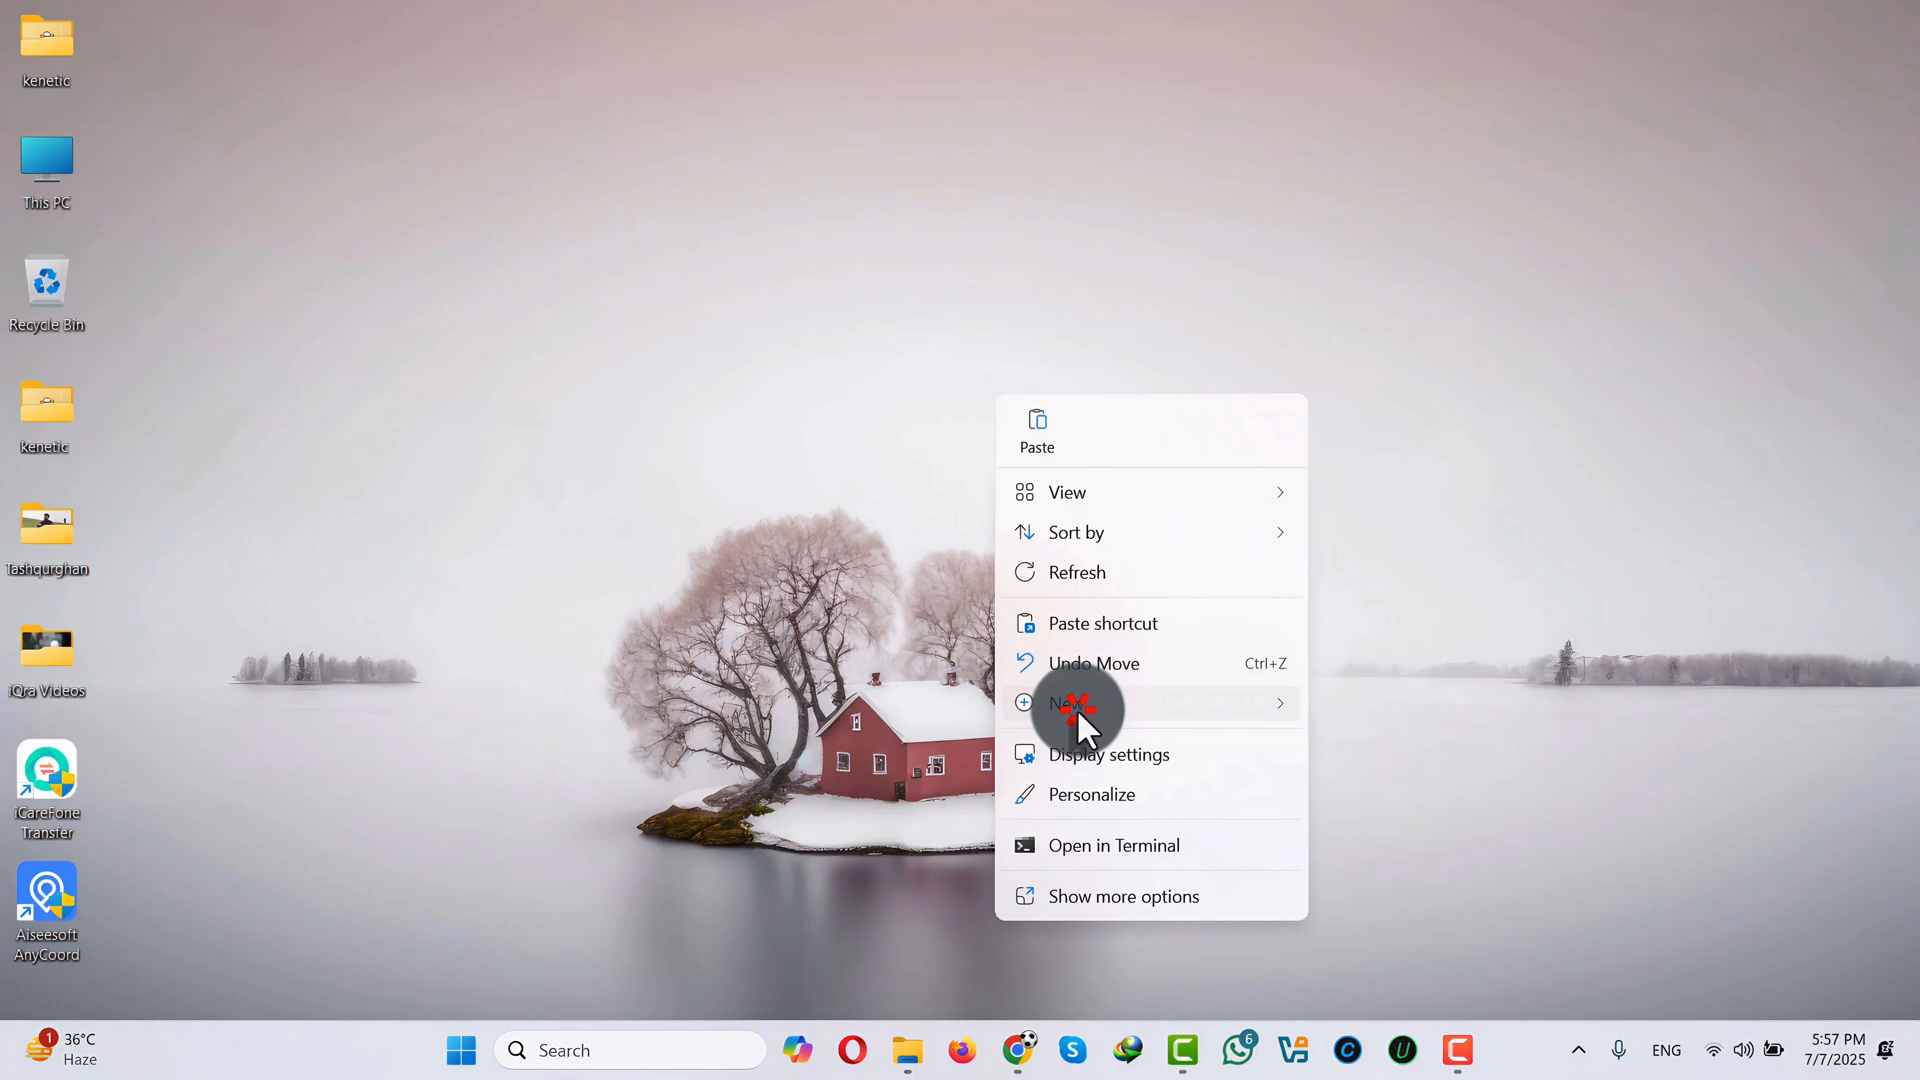 kenetic
This PC
Recycle Bin
kenetic
Tashqurghan
iQra Videos
iCareFone
Transfer
Aiseesoft
AnyCoord
Paste
View
Sort by
Refresh
Paste shortcut
Undo Move Ctrl+Z
New
Display settings
Personalize
Open in Terminal
Show more options
1
36°C
Haze
Search
6
ENG
5:57 PM
7/7/2025